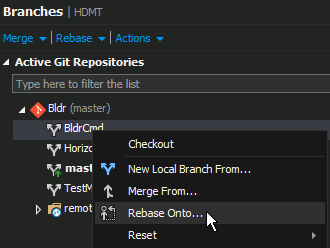 Branches | HDMT
Merge | Rebase | Actions
Active Git Repositories
Type here to filter the list
Bldr (master)
BldrCmd
Checkout
New Local Branch From...
mast
Merge From...
TestM
Rebase Onto...
remot
Reset